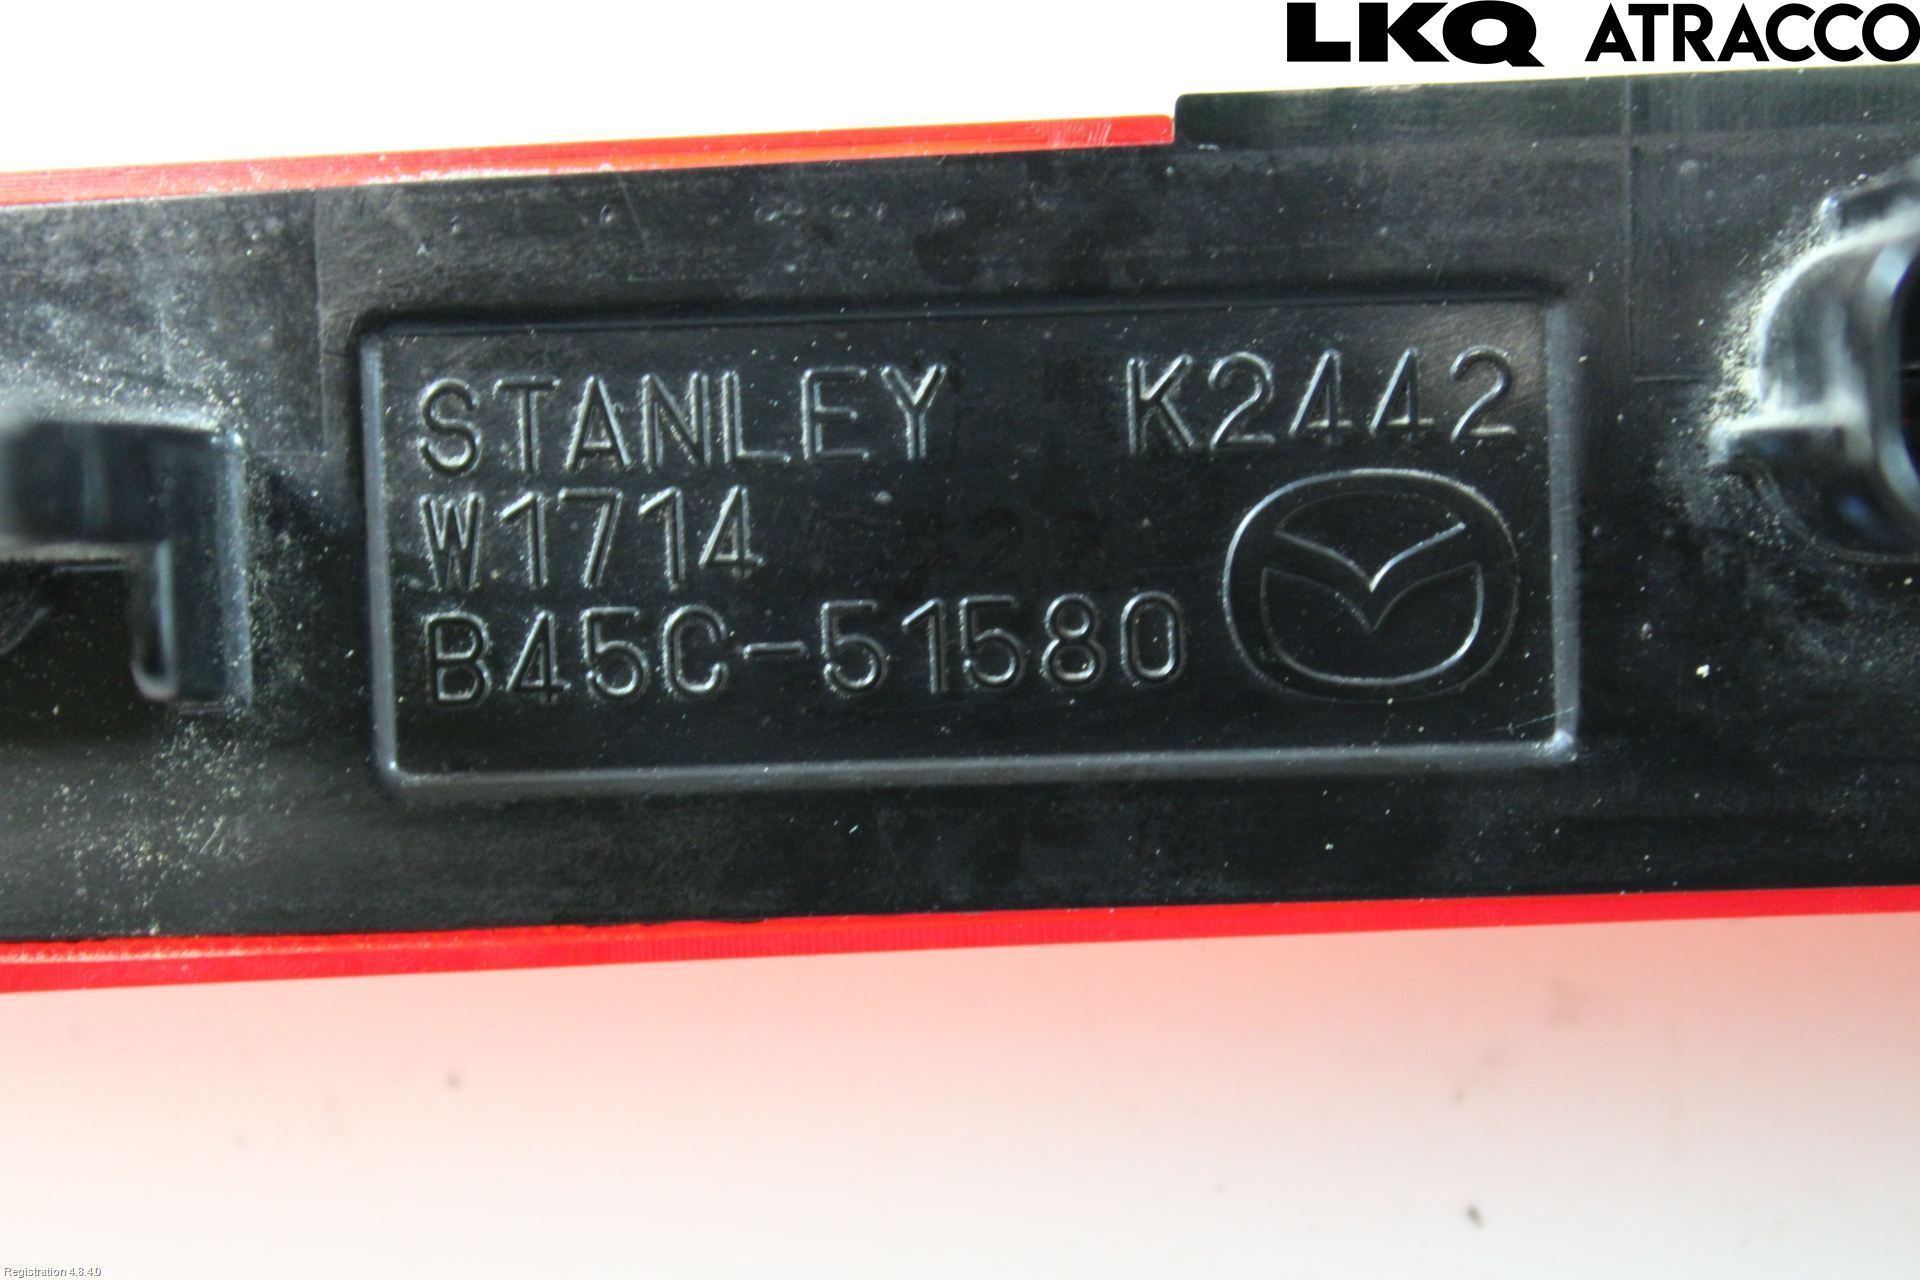 LKQ ATRACCO
STANLEY K2442
W1714
B45C-51580
Registration 4.8.4.0